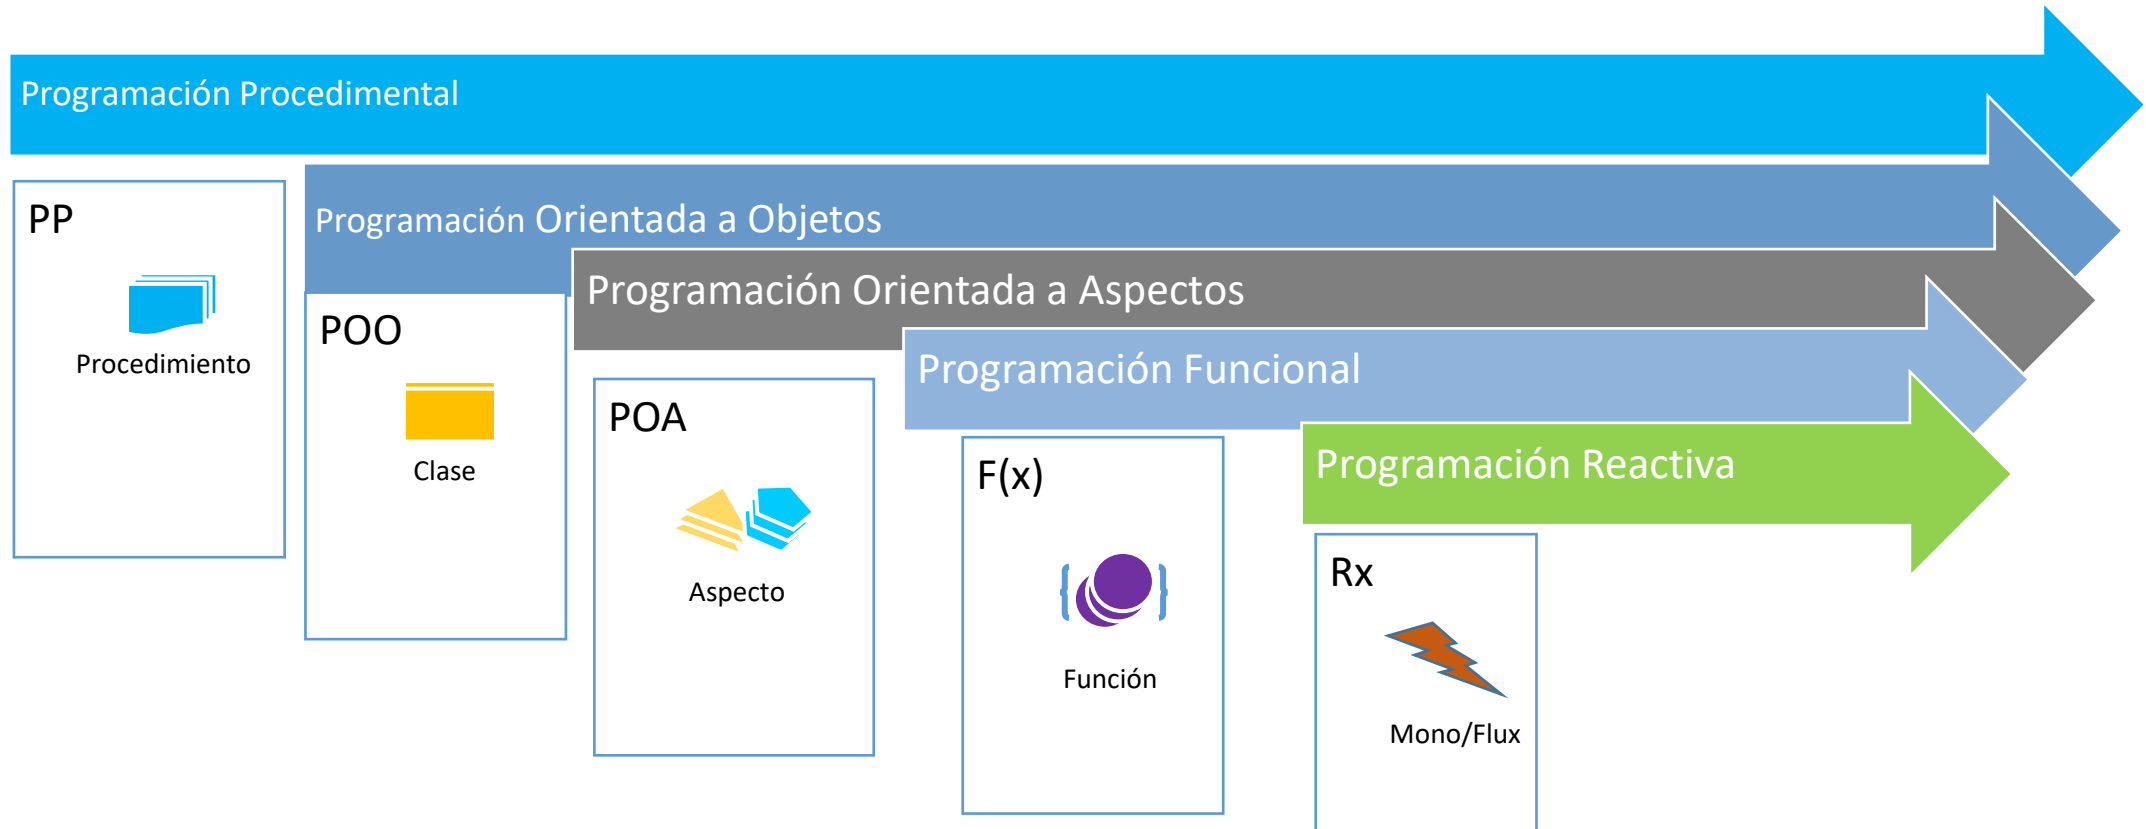 Programación Procedimental
PP
Procedimiento
Programación Orientada a Objetos
POO
Clase
Programación Orientada a Aspectos
POA
Aspecto
Programación Funcional
F(x)
Función
Programación Reactiva
Rx
Mono/Flux